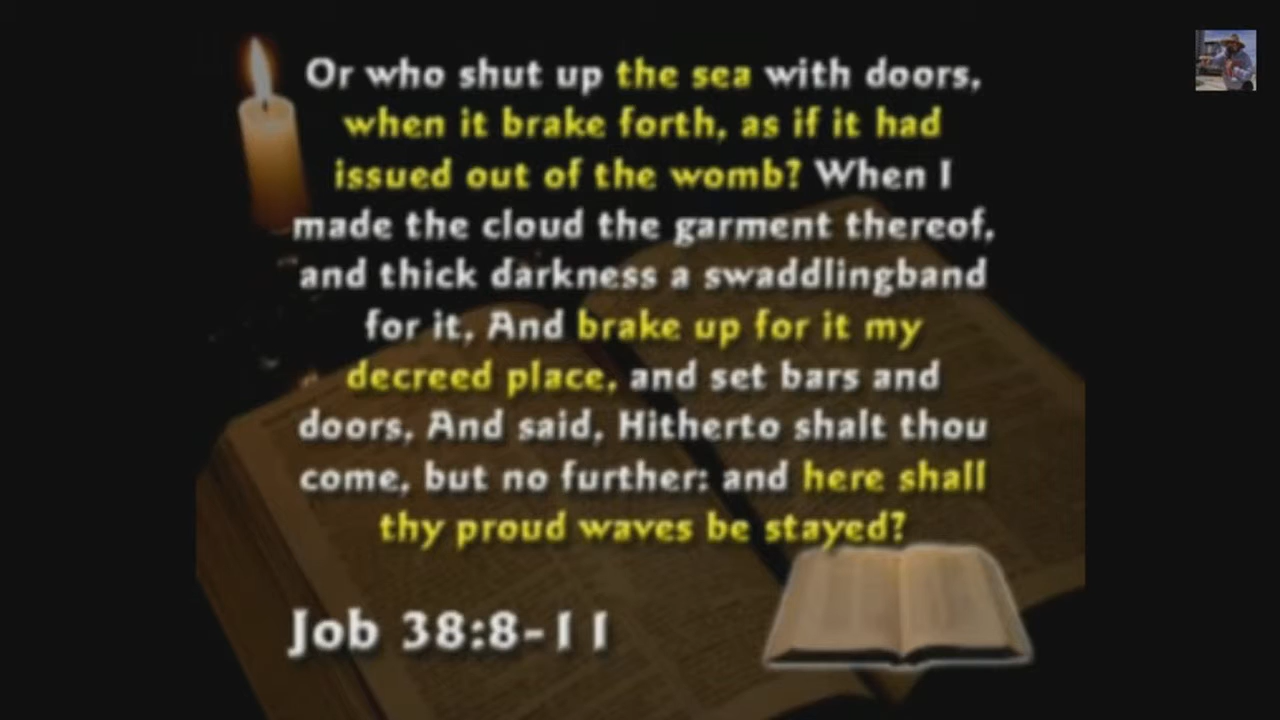 Or who shut up the sea with doors,
when it brake forth, as if it had
issued out of the womb? When I
made the cloud the garment thereof,
and thick darkness a swaddlingband
for it, And brake up for it my
decreed place, and set bars and
doors, And said, Hitherto shalt thou
come, but no further: and here shall
thy proud waves be stayed?
Job 38:8-11